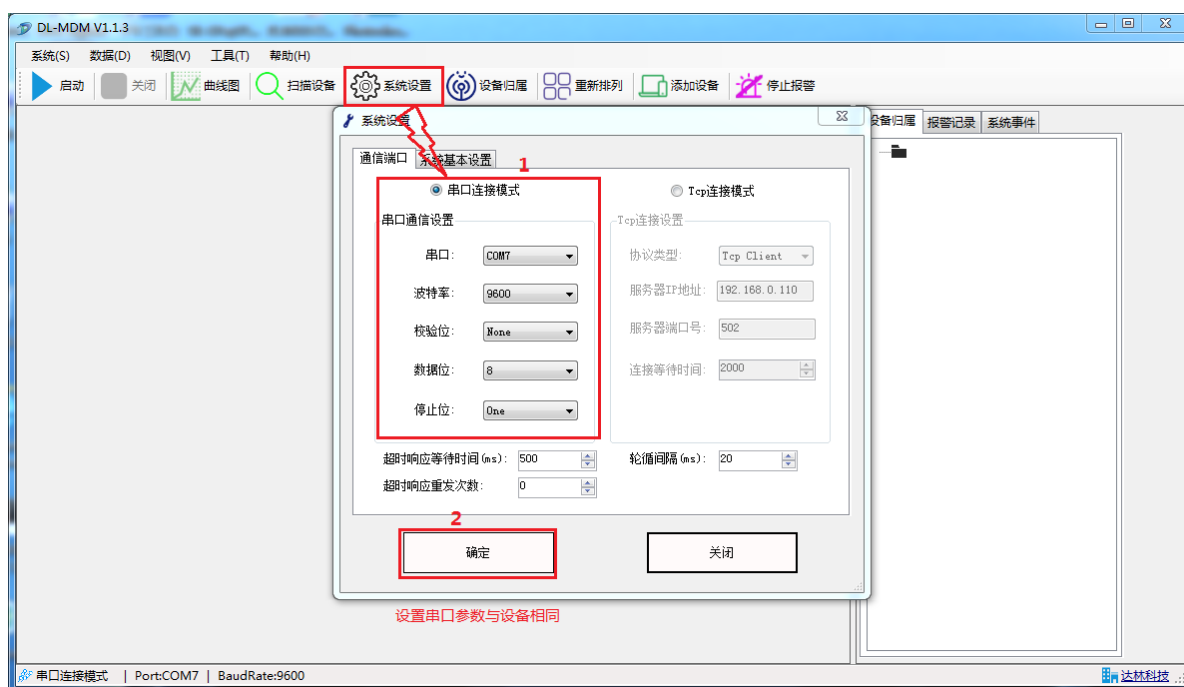 DL-MDM V1.1.3
系统(S) 数据(D) 视图(V) 工具(T) 帮助(H)
启动 关闭 曲线图 扫描设备 系统设置 设备归属 重新排列 添加设备 停止报警
系统设置
设备归属 报警记录 系统事件
通信端口 系统基本设置 1
串口连接模式 Tcp连接模式
串口通信设置 Tcp连接设置
串口: COM7 协议类型: Tcp Client
波特率: 9600 服务器IP地址: 192.168.0.110
校验位: None 服务器端口号: 502
数据位: 8 连接等待时间: 2000
停止位: One
超时响应等待时间(ms): 500 轮循间隔(ms): 20
超时响应重发次数: 0
2
确定 关闭
设置串口参数与设备相同
串口连接模式 | Port:COM7 | BaudRate:9600 达林科技